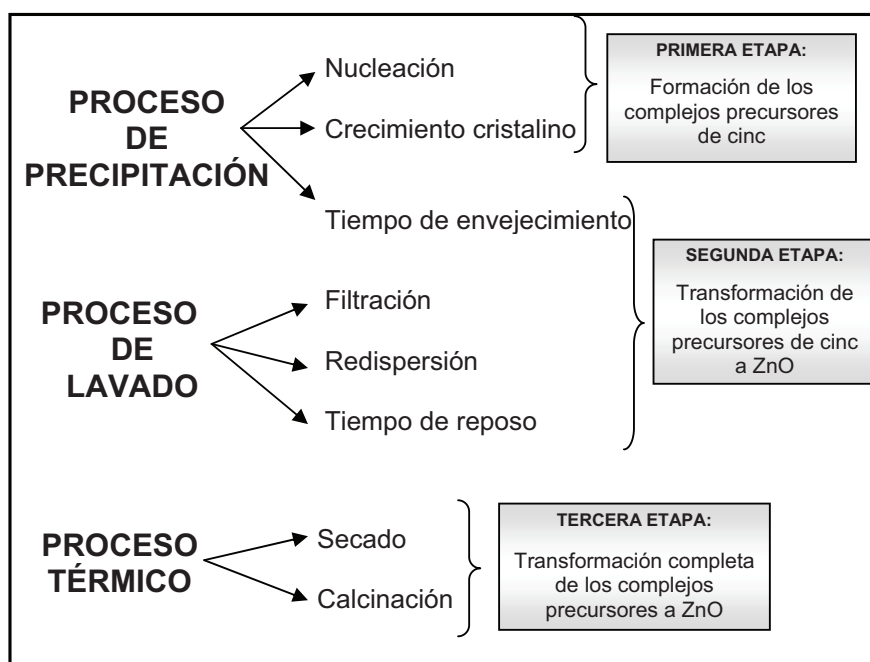 PROCESO
DE
PRECIPITACIÓN
Nucleación
Crecimiento cristalino
Tiempo de envejecimiento
PRIMERA ETAPA:
Formación de los
complejos precursores
de cinc
PROCESO
DE
LAVADO
Filtración
Redispersión
Tiempo de reposo
SEGUNDA ETAPA:
Transformación de
los complejos
precursores de cinc
a ZnO
PROCESO
TÉRMICO
Secado
Calcinación
TERCERA ETAPA:
Transformación completa
de los complejos
precursores a ZnO